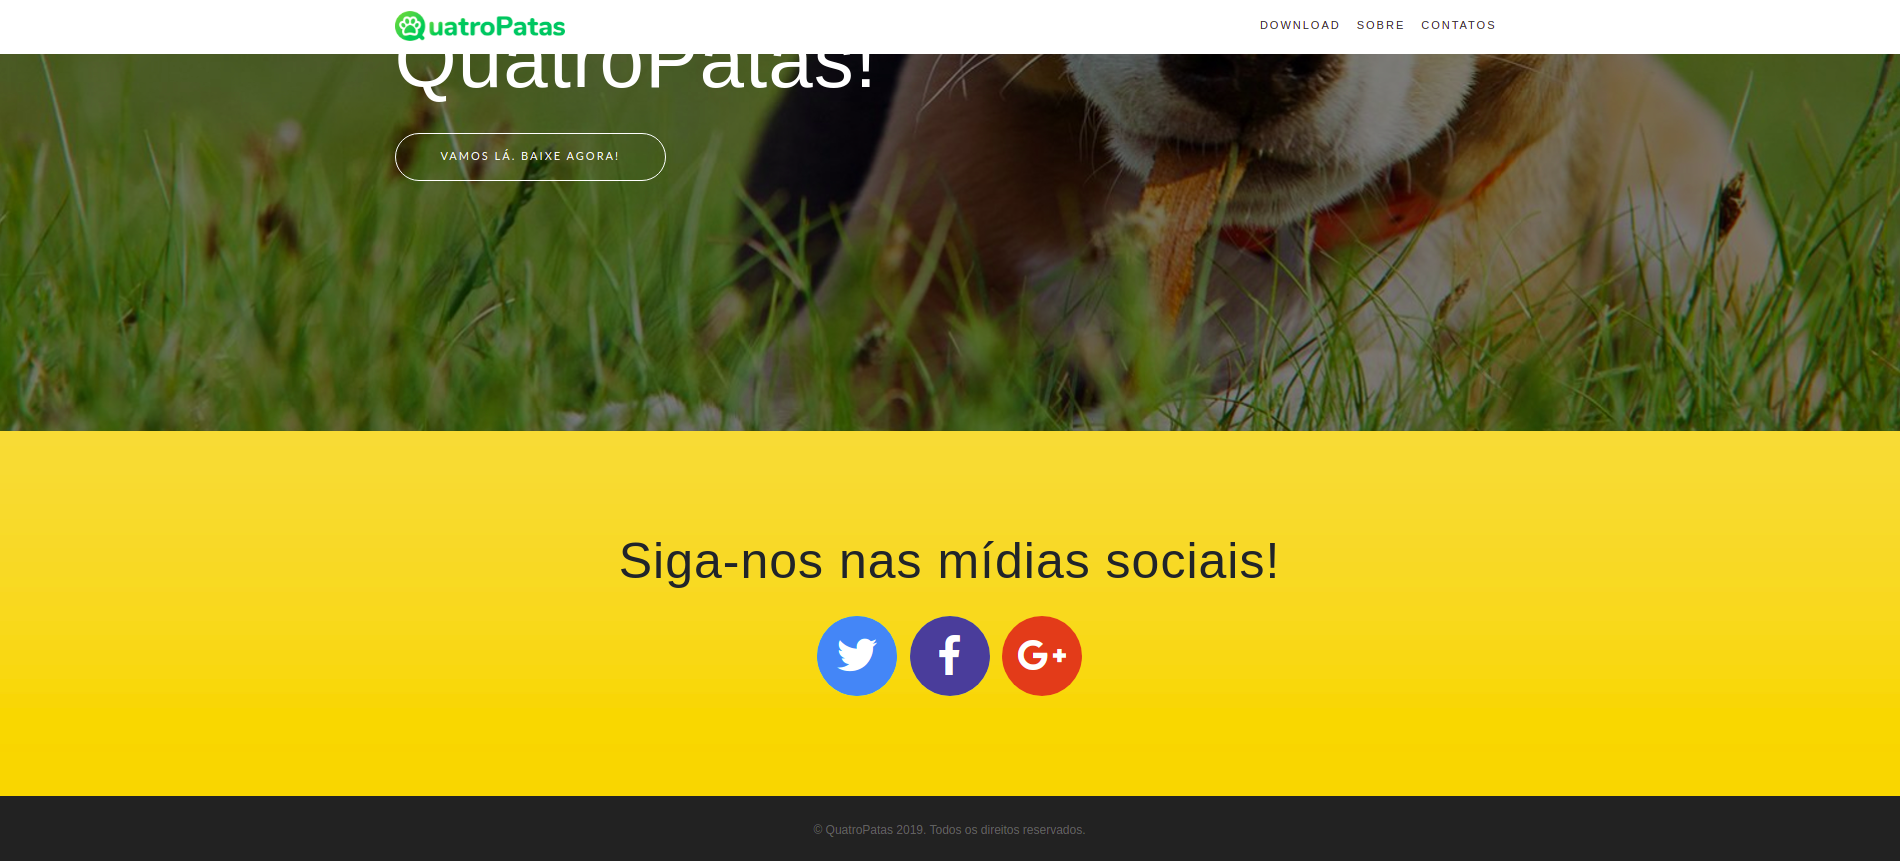 QuatroPatas
DOWNLOAD SOBRE CONTATOS
QuatroPatas!
VAMOS LÁ. BAIXE AGORA!
Siga-nos nas mídias sociais!
© QuatroPatas 2019. Todos os direitos reservados.